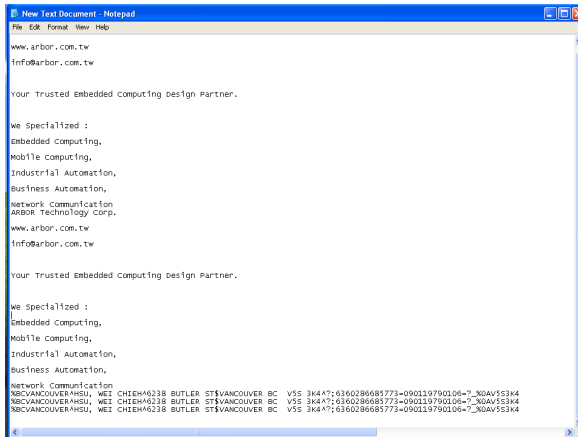 New Text Document - Notepad
File Edit Format View Help
www.arbor.com.tw
info@arbor.com.tw
Your Trusted Embedded Computing Design Partner.
We Specialized :
Embedded Computing,
Mobile Computing,
Industrial Automation,
Business Automation,
Network Communication
ARBOR Technology Corp.
www.arbor.com.tw
info@arbor.com.tw
Your Trusted Embedded Computing Design Partner.
We Specialized :
Embedded Computing,
Mobile Computing,
Industrial Automation,
Business Automation,
Network Communication
%BCVANCOUVER^HSU, WEI CHIEH^6238 BUTLER ST$VANCOUVER BC  V5S 3K4^?;6360286685773=090119790106=?_%0AV5S3K4
%BCVANCOUVER^HSU, WEI CHIEH^6238 BUTLER ST$VANCOUVER BC  V5S 3K4^?;6360286685773=090119790106=?_%0AV5S3K4
%BCVANCOUVER^HSU, WEI CHIEH^6238 BUTLER ST$VANCOUVER BC  V5S 3K4^?;6360286685773=090119790106=?_%0AV5S3K4